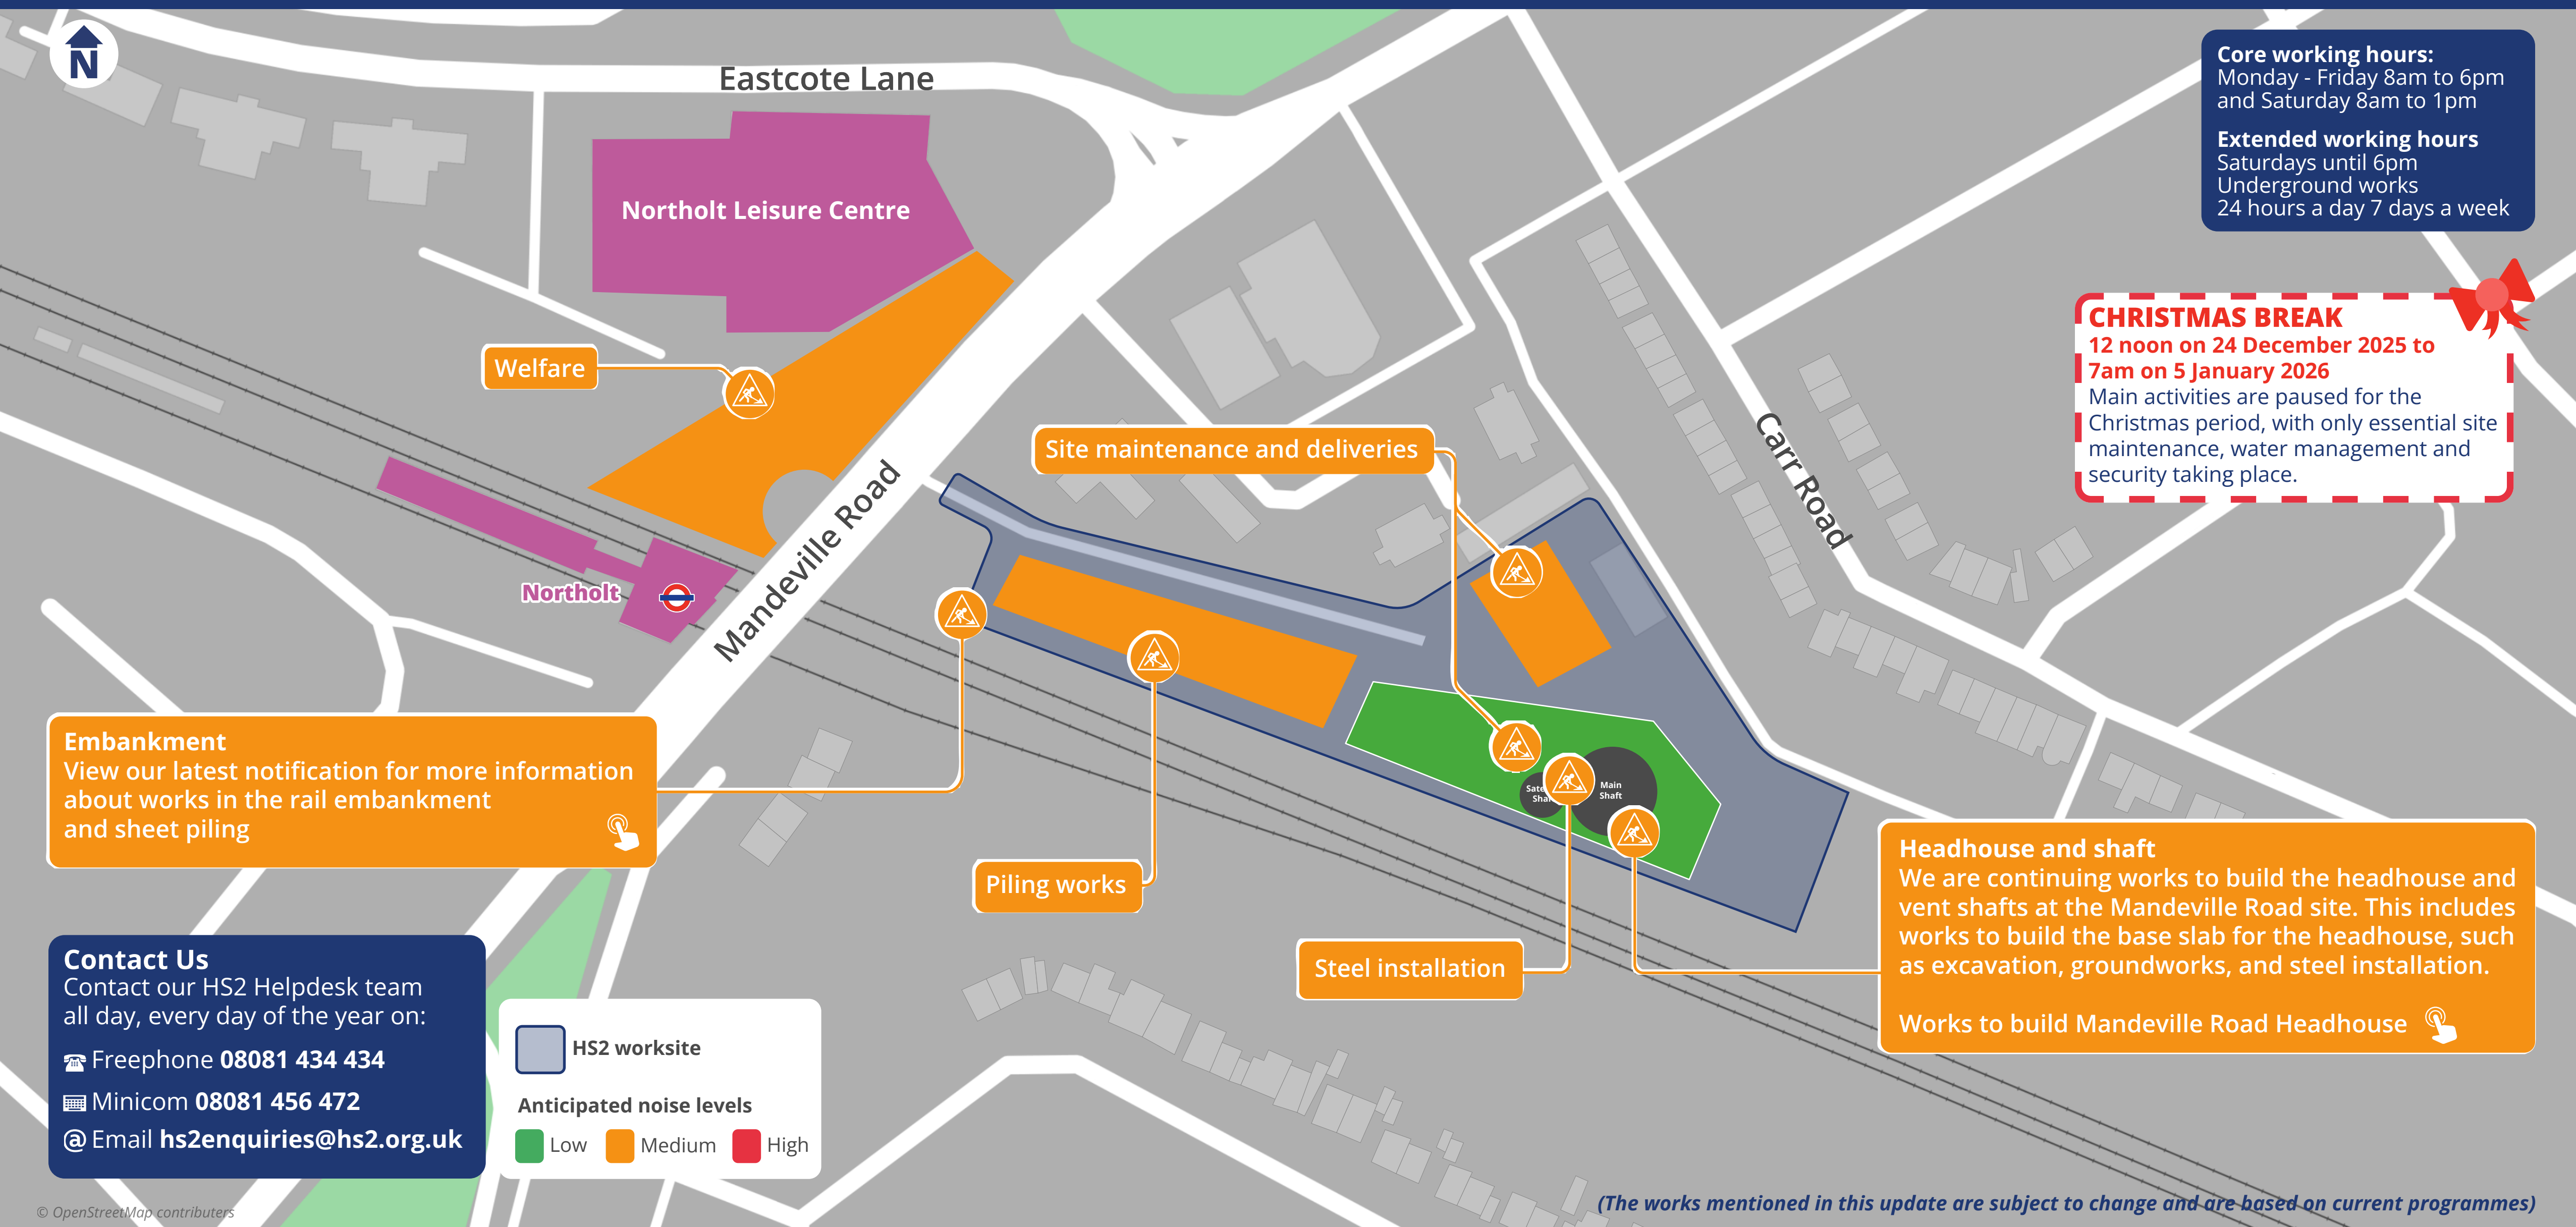 N
Eastcote Lane
Northolt Leisure Centre
Core working hours:
Monday - Friday 8am to 6pm
and Saturday 8am to 1pm
Extended working hours
Saturdays until 6pm
Underground works
24 hours a day 7 days a week
CHRISTMAS BREAK
12 noon on 24 December 2025 to
7am on 5 January 2026
Main activities are paused for the
Christmas period, with only essential site
maintenance, water management and
security taking place.
Welfare
Site maintenance and deliveries
Carr Road
Mandeville Road
Northolt
Embankment
View our latest notification for more information
about works in the rail embankment
and sheet piling
Main
Shaft
Piling works
Steel installation
Headhouse and shaft
We are continuing works to build the headhouse and
vent shafts at the Mandeville Road site. This includes
works to build the base slab for the headhouse, such
as excavation, groundworks, and steel installation.
Works to build Mandeville Road Headhouse
Contact Us
Contact our HS2 Helpdesk team
all day, every day of the year on:
Freephone 08081 434 434
Minicom 08081 456 472
@ Email hs2enquiries@hs2.org.uk
HS2 worksite
Anticipated noise levels
Low Medium High
© OpenStreetMap contributers
(The works mentioned in this update are subject to change and are based on current programmes)